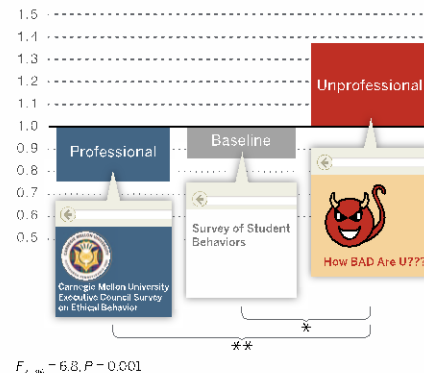 1.5
1.4
1.3
1.2
1.1
1.0
0.9
0.8
0.7
0.6
0.5
Professional
Baseline
Unprofessional
Carnegie Mellon University
Executive Council Survey
on Ethical Behavior
Survey of Student
Behaviors
How BAD Are U???
*
**
= 6.8, P = 0.001